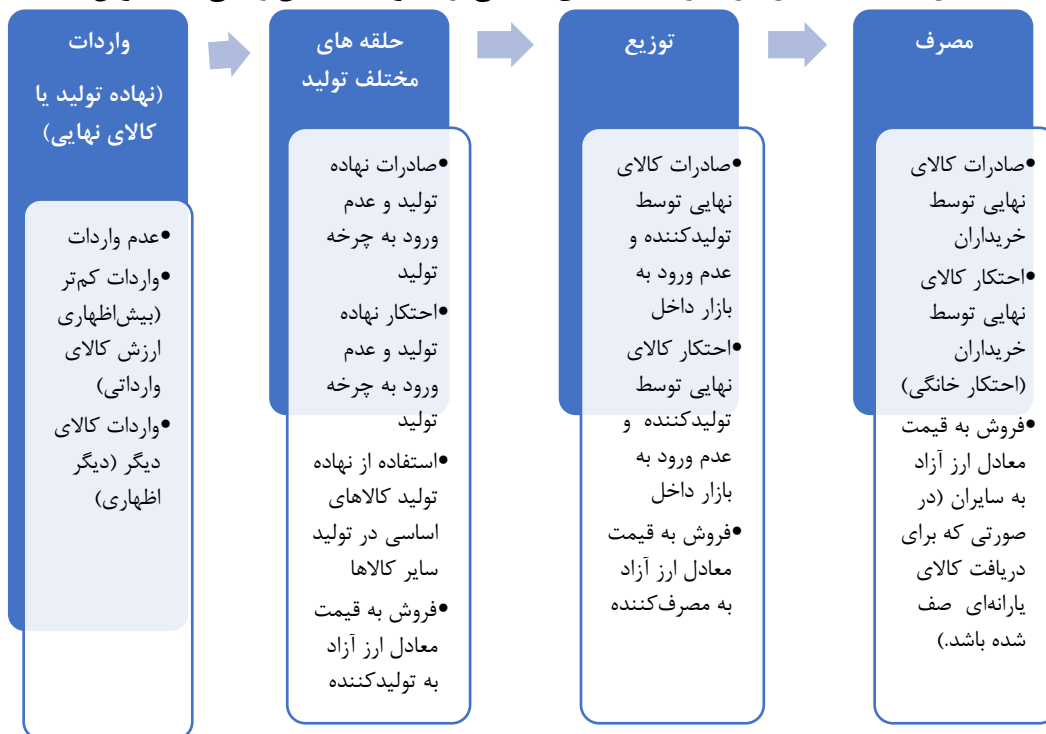 واردات
(نهاده تولید یا
کالای نهایی)
•عدم واردات
•واردات کم‌تر
(بیش‌اظهاری
ارزش کالای
وارداتی)
•واردات کالای
دیگر (دیگر
اظهاری)
حلقه های
مختلف تولید
•صادرات نهاده
تولید و عدم
ورود به چرخه
تولید
•احتکار نهاده
تولید و عدم
ورود به چرخه
تولید
•استفاده از نهاده
تولید کالاهای
اساسی در تولید
سایر کالاها
•فروش به قیمت
معادل ارز آزاد
به تولیدکننده
توزیع
•صادرات کالای
نهایی توسط
تولیدکننده و
عدم ورود به
بازار داخل
•احتکار کالای
نهایی توسط
تولیدکننده و
عدم ورود به
بازار داخل
•فروش به قیمت
معادل ارز آزاد
به مصرف‌کننده
مصرف
•صادرات کالای
نهایی توسط
خریداران
•احتکار کالای
نهایی توسط
خریداران
(احتکار خانگی)
•فروش به قیمت
معادل ارز آزاد
به سایران (در
صورتی که برای
دریافت کالای
یارانه‌ای صف
شده باشد.)